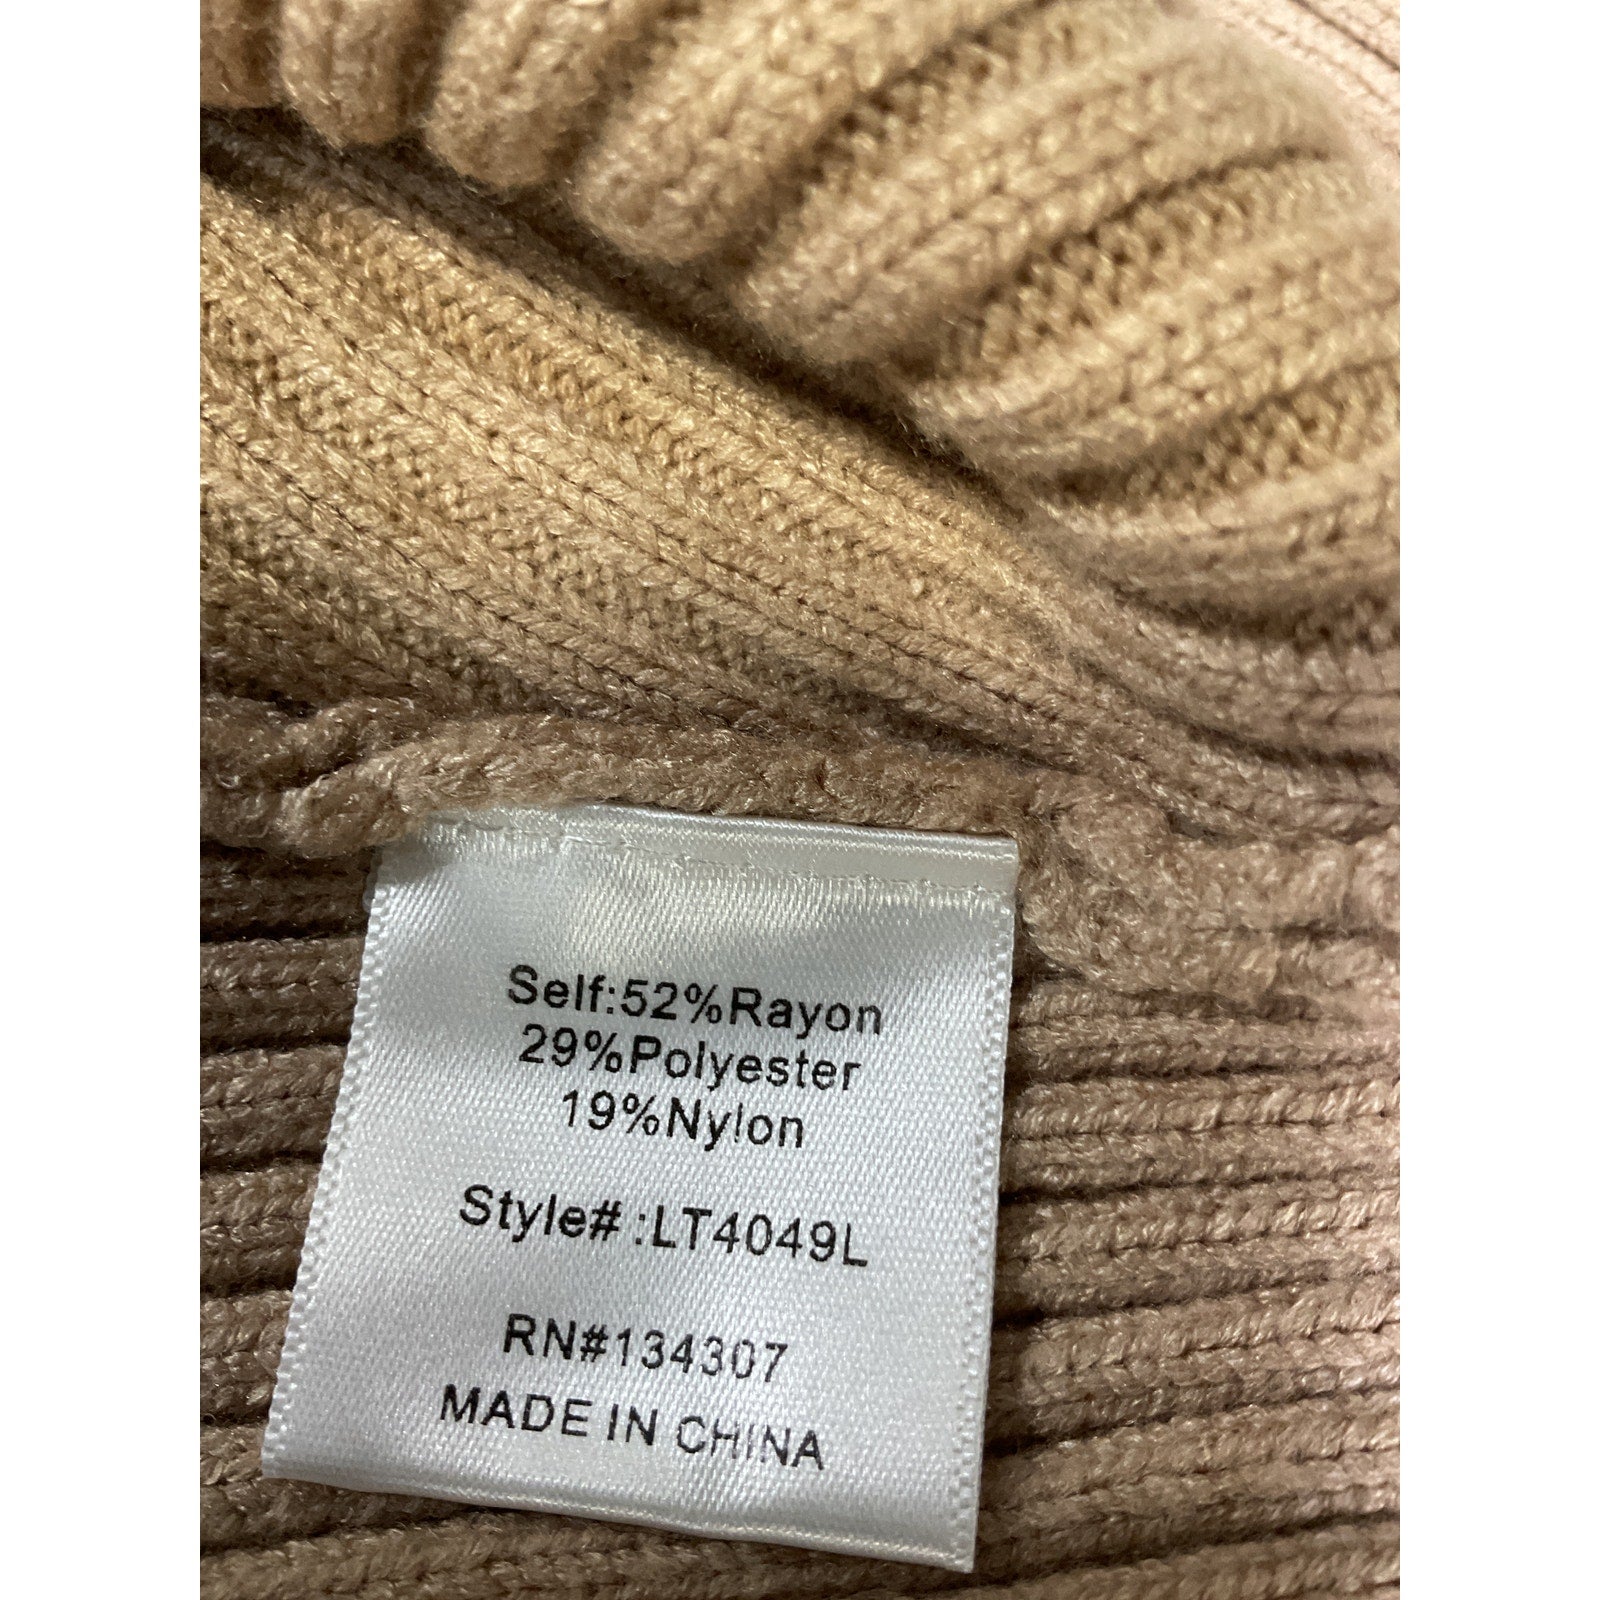 Self:52%Rayon
29%Polyester
19%Nylon
Style#:LT4049L
RN#134307
MADE IN CHINA